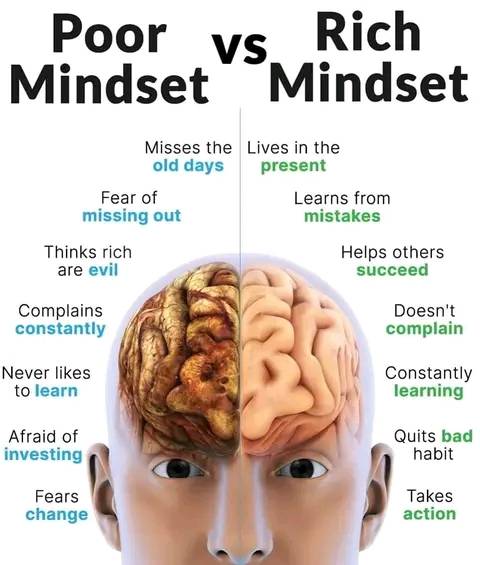 Poor
Mindset
vs
Rich
Mindset
Misses the
old days
Lives in the
present
Fear of
missing out
Learns from
mistakes
Thinks rich
are evil
Helps others
succeed
Complains
constantly
Doesn't
complain
Never likes
to learn
Constantly
learning
Afraid of
investing
Quits bad
habit
Fears
change
Takes
action